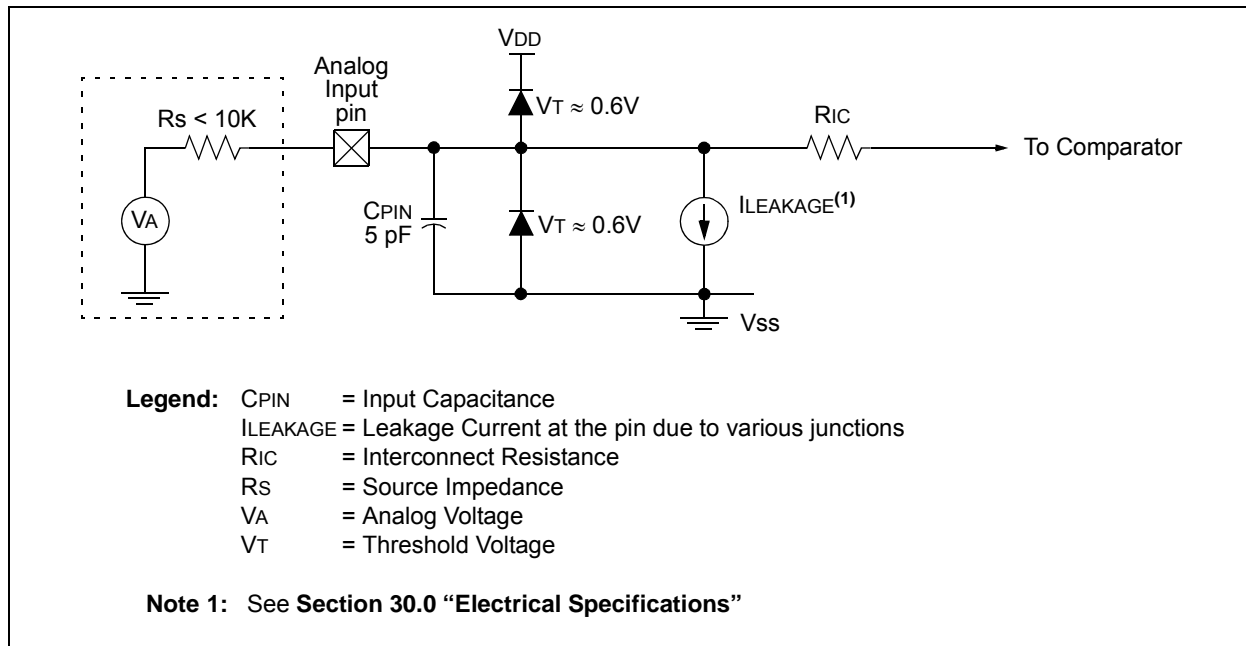 VDD
Analog
Input
pin
Rs < 10K
VT ≈ 0.6V
RIC
To Comparator
VA
CPIN
5 pF
VT ≈ 0.6V
ILEAKAGE(1)
Vss
Legend: CPIN = Input Capacitance
ILEAKAGE = Leakage Current at the pin due to various junctions
RIC = Interconnect Resistance
RS = Source Impedance
VA = Analog Voltage
VT = Threshold Voltage
Note 1: See Section 30.0 “Electrical Specifications”